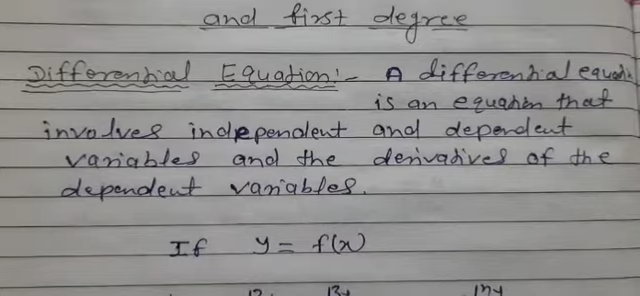 and first degree
Differential Equation:- A differential equati
is an equation that
involves independent and dependent
variables and the derivatives of the
dependent variables.
If y = f(x)